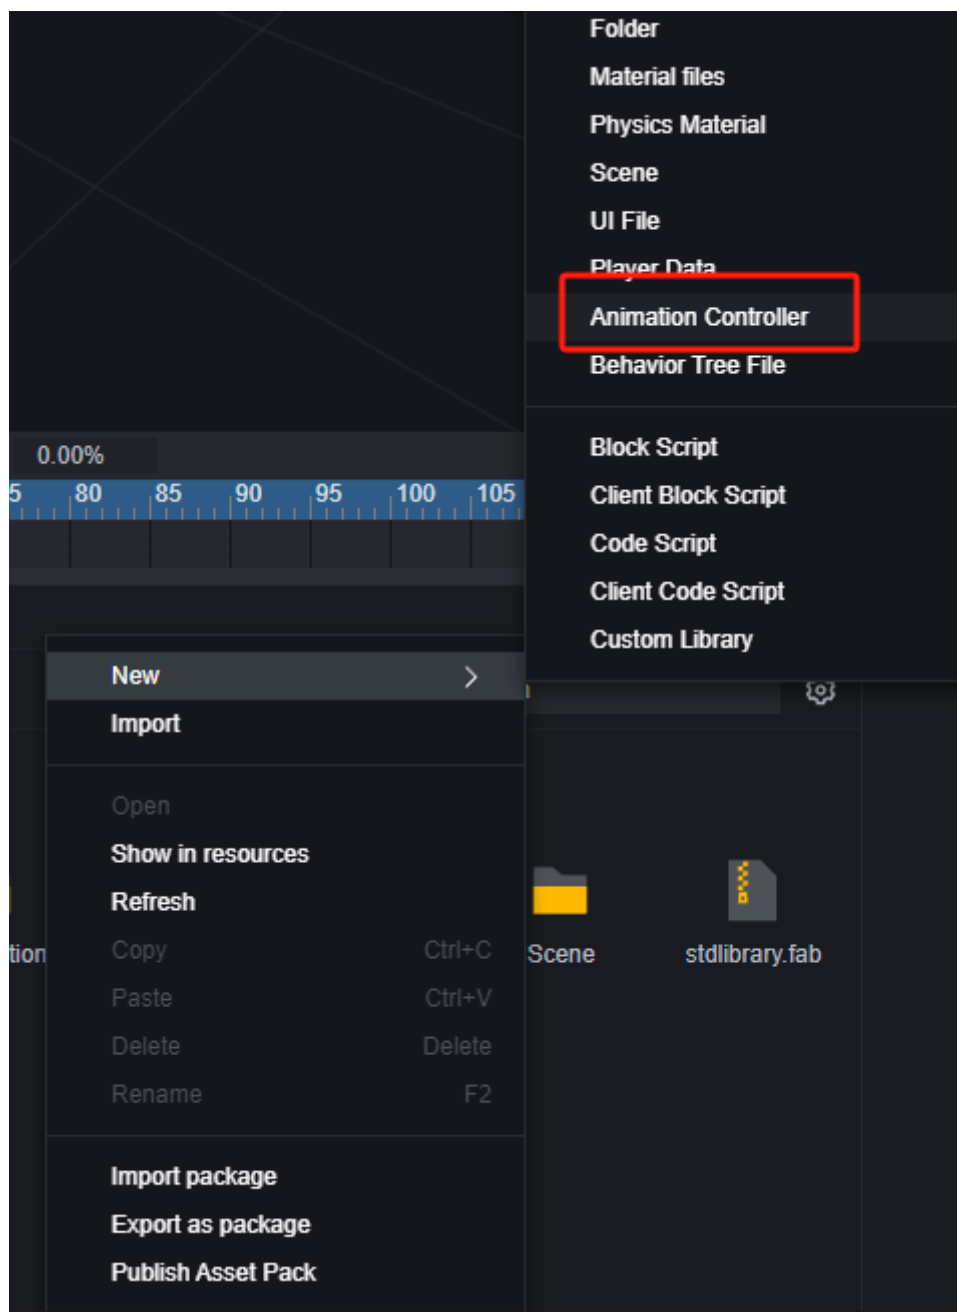 Folder
Material files
Physics Material
Scene
UI File
Player Data
Animation Controller
Behavior Tree File
Block Script
Client Block Script
Code Script
Client Code Script
Custom Library
0.00%
5 80 85 90 95 100 105
New
Import
Open
Show in resources
Refresh
Copy Ctrl+C
Paste Ctrl+V
Delete Delete
Rename F2
Import package
Export as package
Publish Asset Pack
tion
Scene
stdlibrary.fab